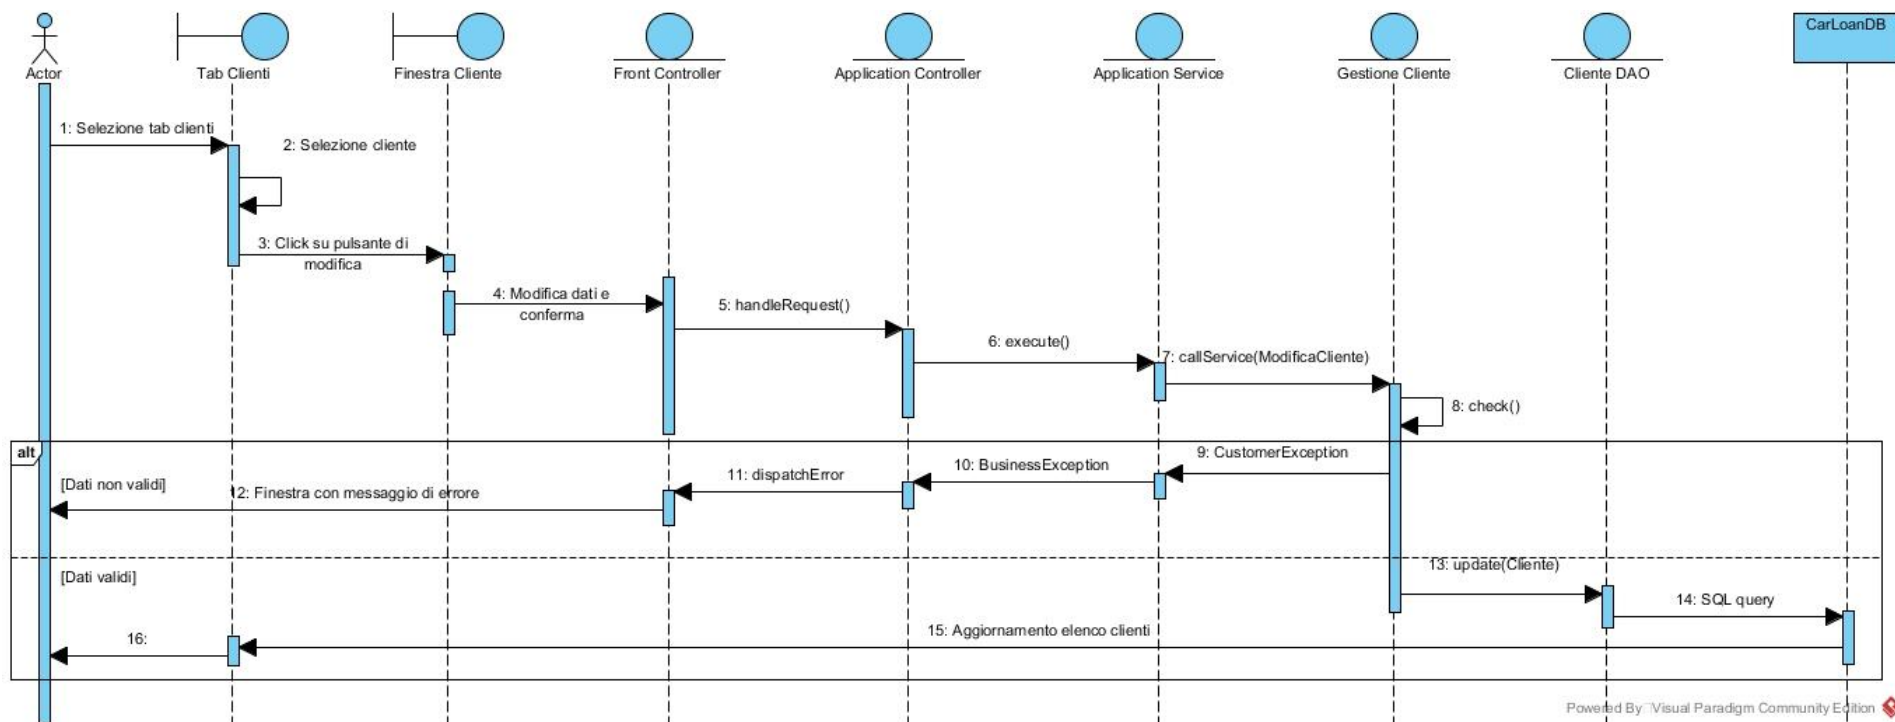 CarLoanDB
Actor
Tab Clienti
Finestra Cliente
Front Controller
Application Controller
Application Service
Gestione Cliente
Cliente DAO
1: Selezione tab clienti
2: Selezione cliente
3: Click su pulsante di
modifica
4: Modifica dati e
conferma
5: handleRequest()
6: execute()
7: callService(ModificaCliente)
8: check()
alt
9: CustomerException
10: BusinessException
11: dispatchError
[Dati non validi]
12: Finestra con messaggio di errore
[Dati validi]
13: update(Cliente)
14: SQL query
15: Aggiornamento elenco clienti
16:
Powered By Visual Paradigm Community Edition